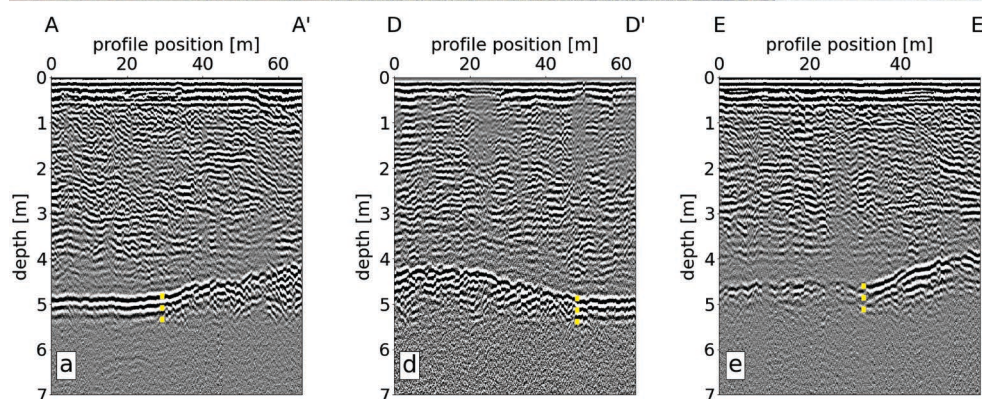 A A' D D' E E
profile position [m] profile position [m] profile position [m]
0 20 40 60 0 20 40 60 0 20 40
depth [m] depth [m] depth [m]
0 0 0
1 1 1
2 2 2
3 3 3
4 4 4
5 5 5
6 6 6
7 7 7
a d e